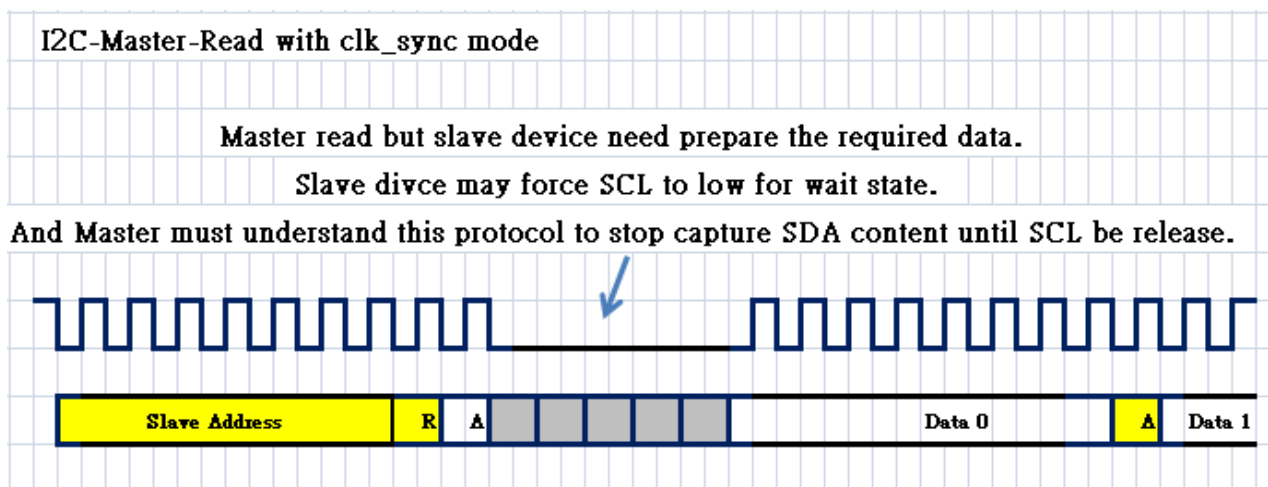 I2C-Master-Read with clk_sync mode
Master read but slave device need prepare the required data.
Slave divce may force SCL to low for wait state.
And Master must understand this protocol to stop capture SDA content until SCL be release.
Slave Address R A Data 0 A Data 1